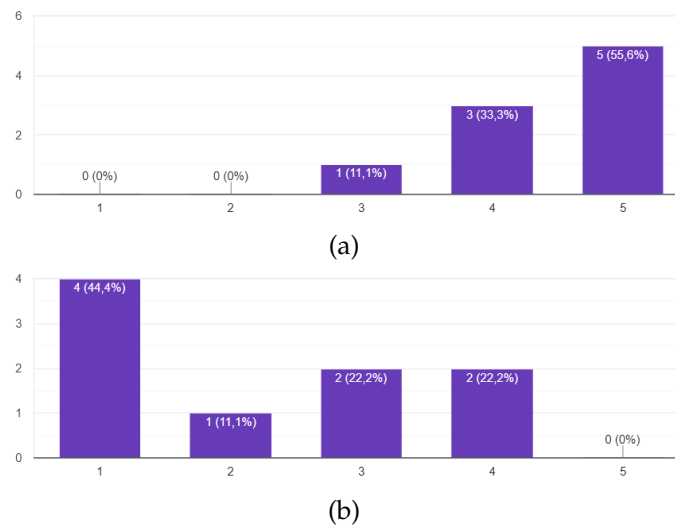 6
5 (55,6%)
4
3 (33,3%)
2
0 (0%) 0 (0%) 1 (11,1%)
0
1 2 3 4 5
(a)
4
4 (44,4%)
3
2
2 (22,2%) 2 (22,2%)
1
1 (11,1%)
0 (0%)
0
1 2 3 4 5
(b)